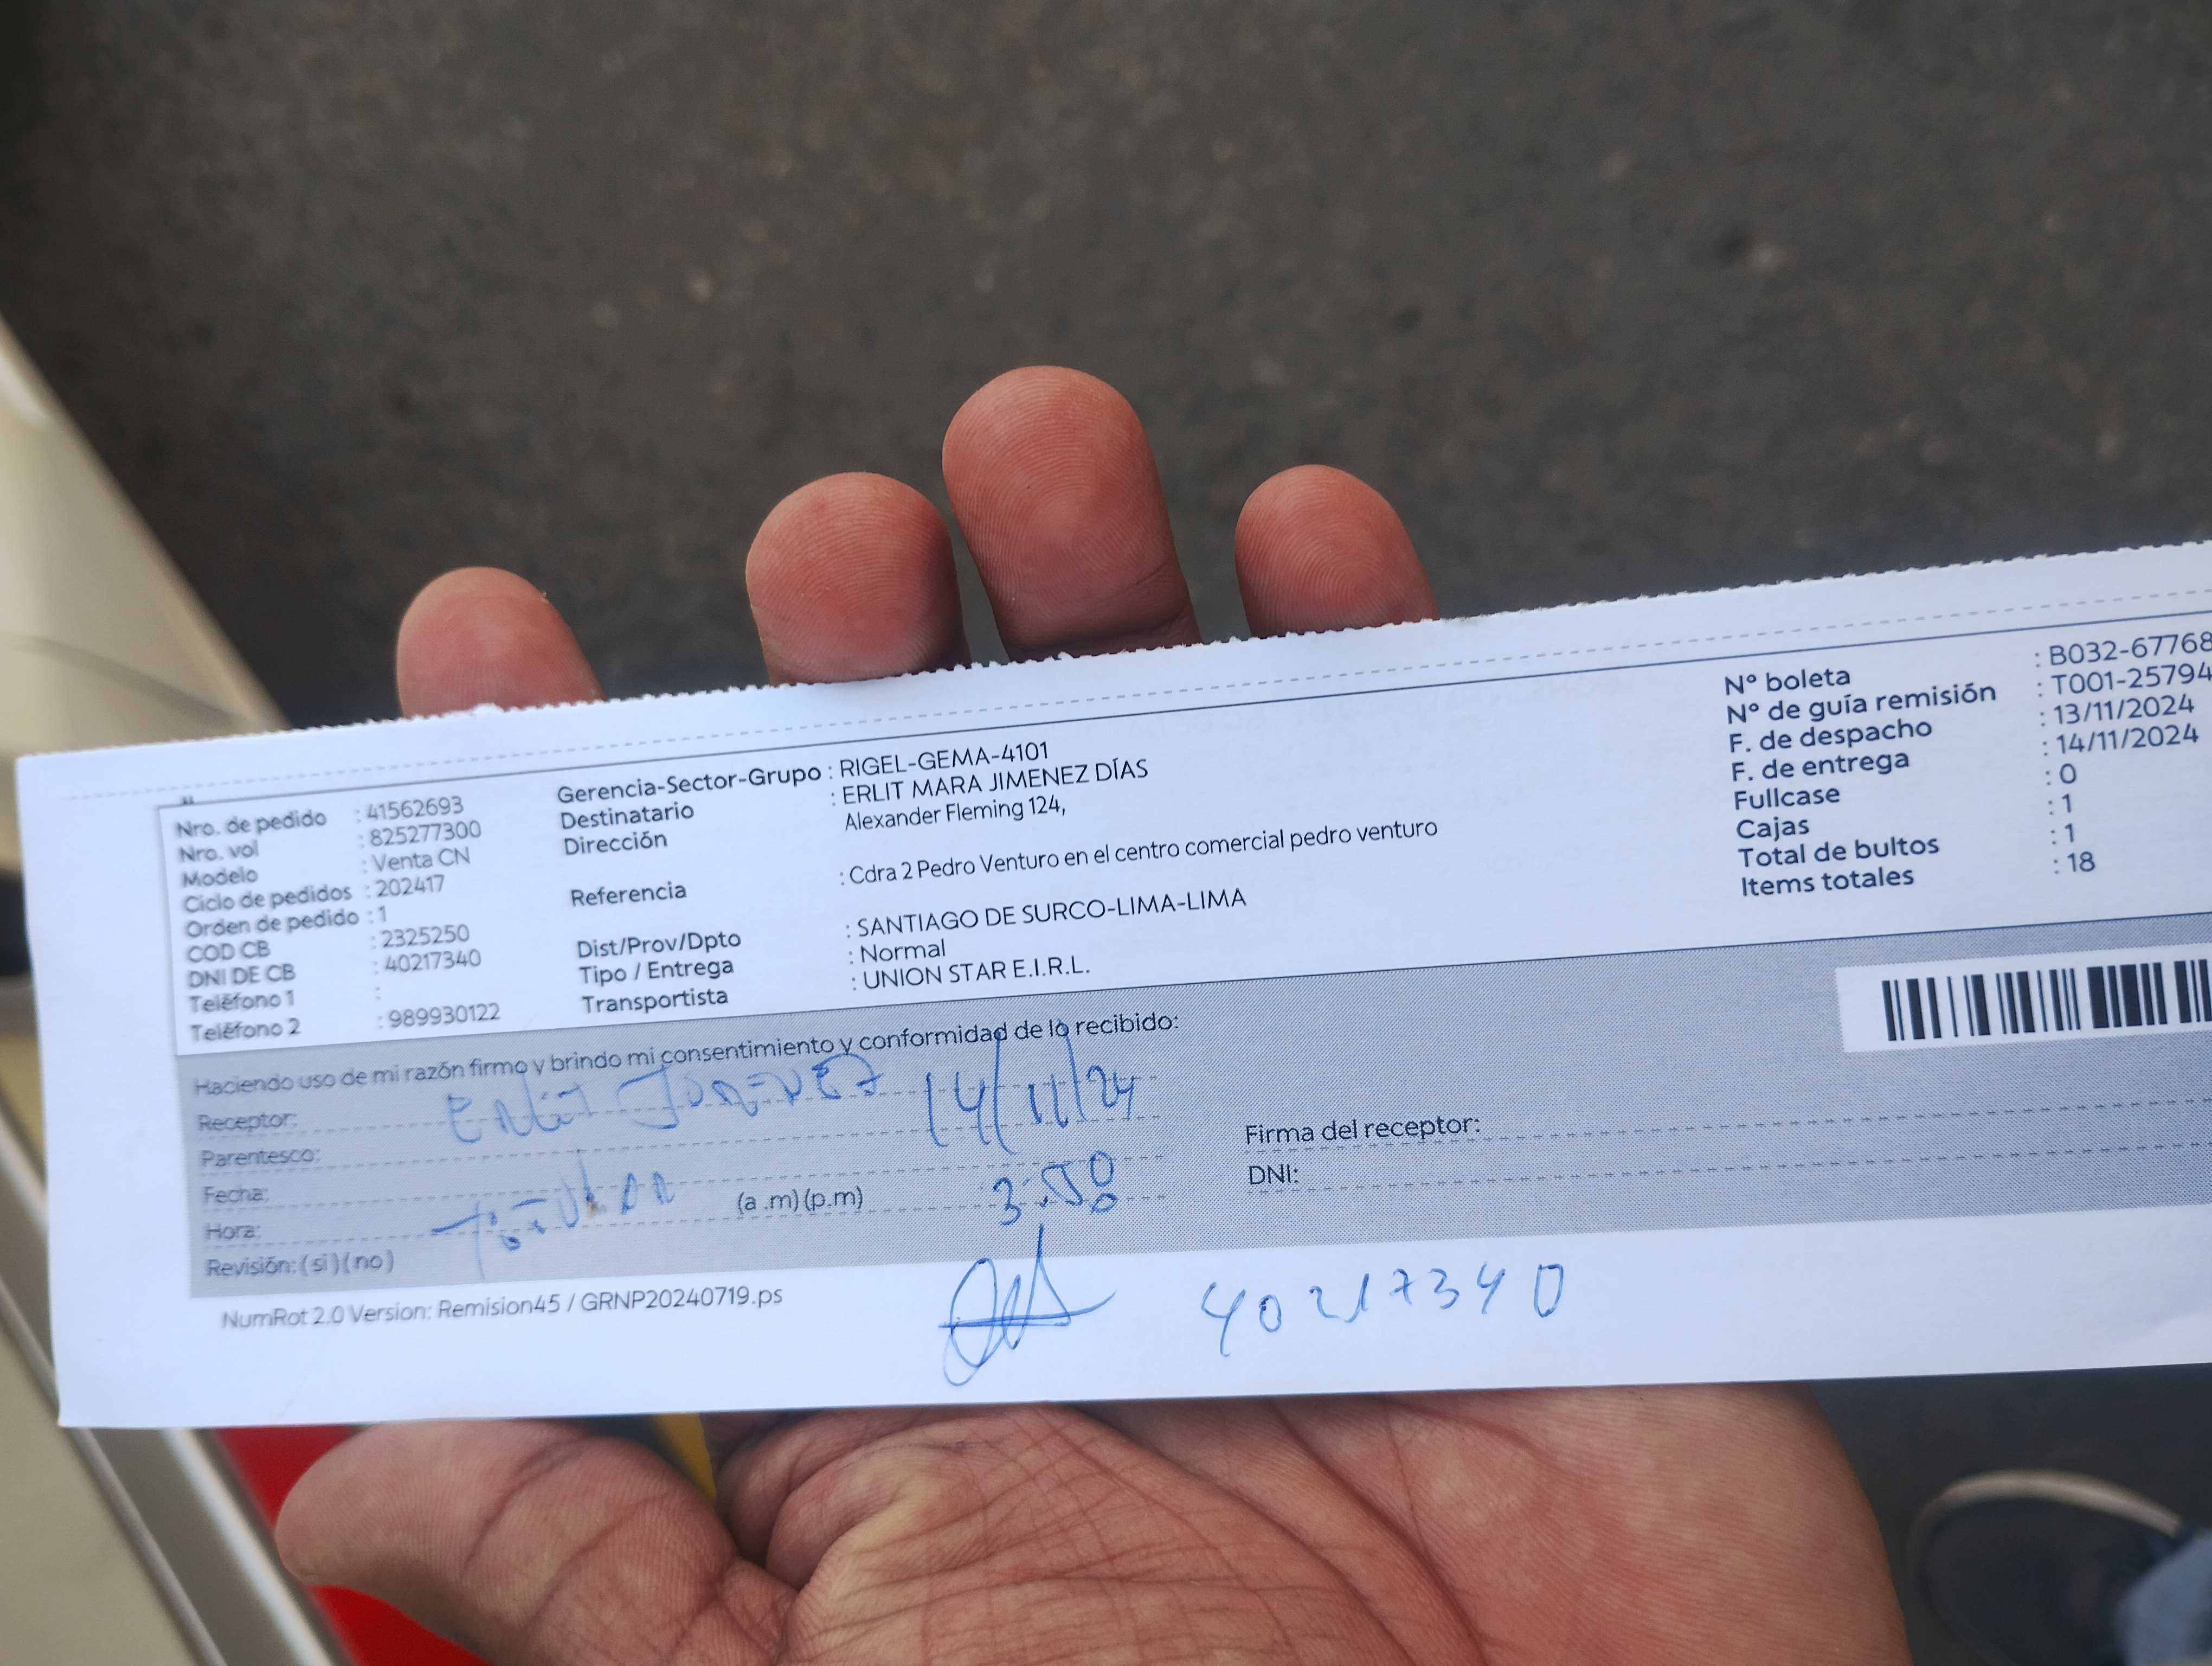 Nro. de pedido : 41562693
Nro. vol : 825277300
Modelo : Venta CN
Ciclo de pedidos : 202417
Orden de pedido : 1
COD CB : 2325250
DNI DE CB : 40217340
Teléfono 1 :
Teléfono 2 : 989930122
Gerencia-Sector-Grupo : RIGEL-GEMA-4101
Destinatario : ERLIT MARA JIMENEZ DÍAS
Dirección Alexander Fleming 124,
Referencia : Cdra 2 Pedro Venturo en el centro comercial pedro venturo
Dist/Prov/Dpto : SANTIAGO DE SURCO-LIMA-LIMA
Tipo / Entrega : Normal
Transportista : UNION STAR E.I.R.L.
N° boleta : B032-67768
N° de guía remisión : T001-25794
F. de despacho : 13/11/2024
F. de entrega : 14/11/2024
Fullcase : 0
Cajas : 1
Total de bultos : 1
Items totales : 18
Haciendo uso de mi razón firmo y brindo mi consentimiento y conformidad de lo recibido:
Receptor: 14/11/24
Parentesco:
Fecha:
Hora: (a .m) (p.m) 3:50
Revisión: ( si ) ( no )
Firma del receptor:
DNI:
NumRot 2.0 Version: Remision45 / GRNP20240719.ps
40217340